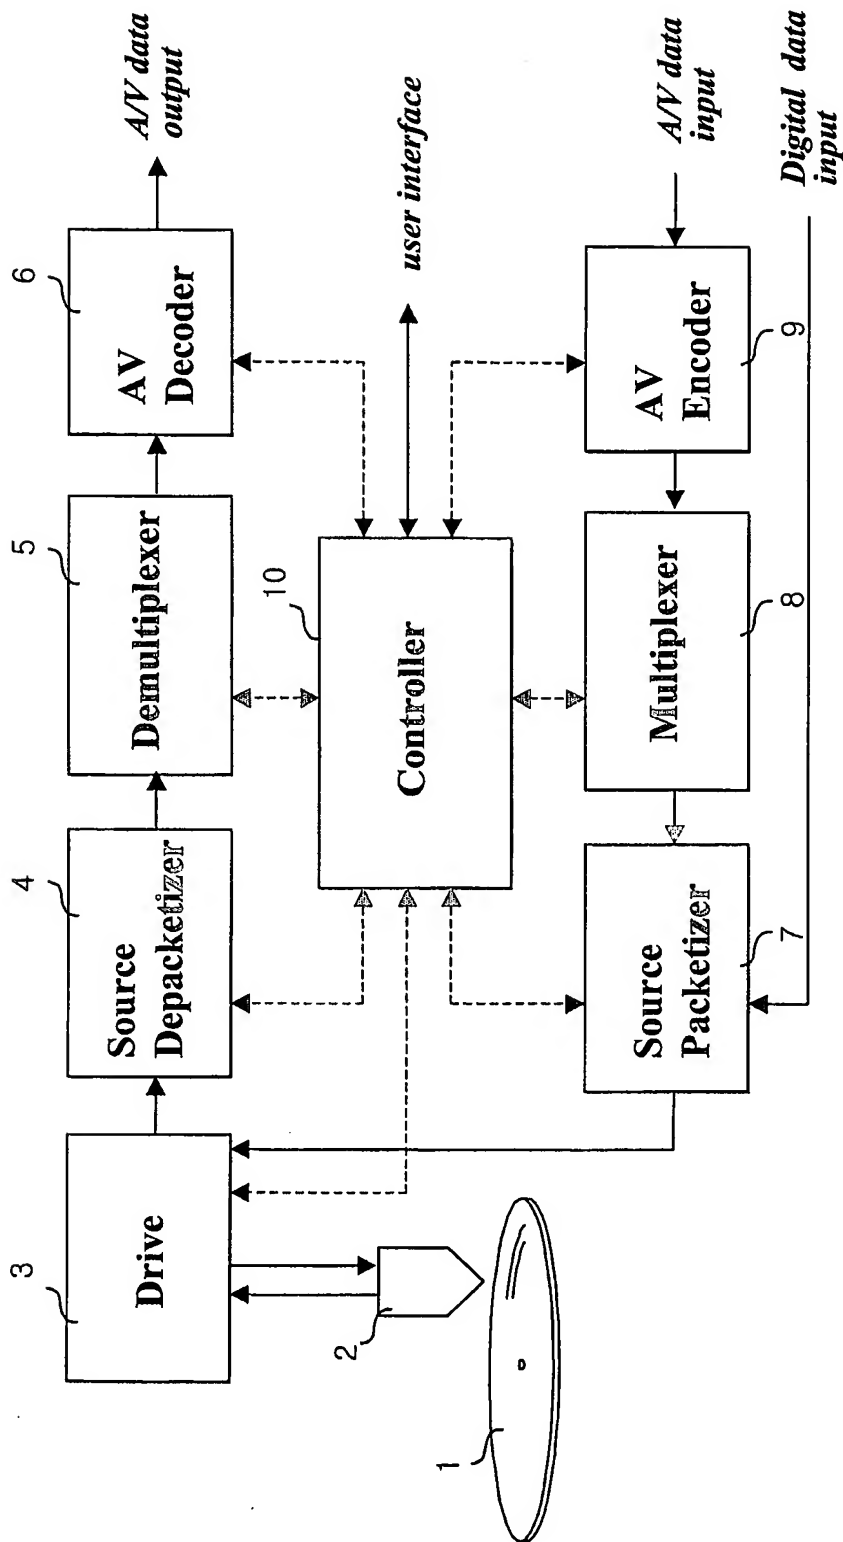 3
Drive
4
Source
Depacketizer
5
Demultiplexer
6
AV
Decoder
A/V data
output
2
1
10
Controller
user interface
Source
Packetizer
7
Multiplexer
8
AV
Encoder
9
A/V data
input
Digital data
input